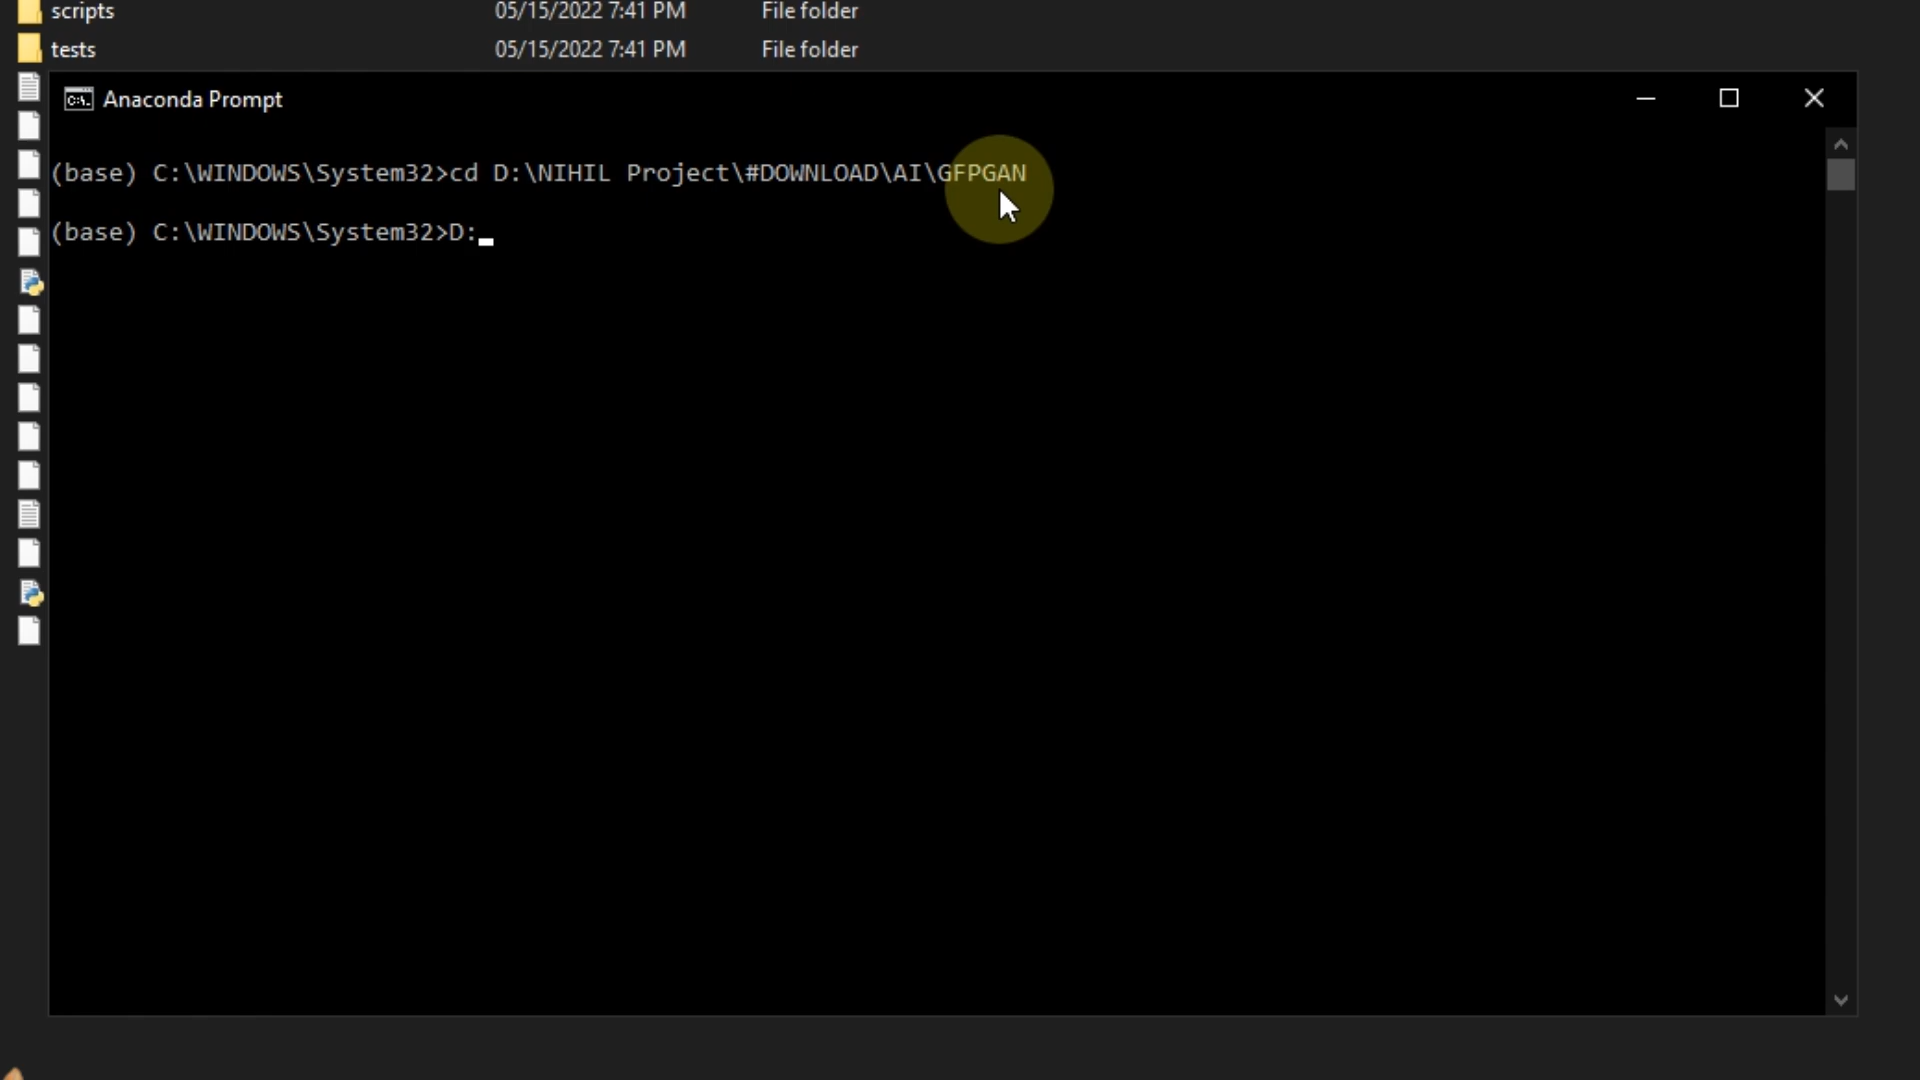 scripts 05/15/2022 7:41 PM File folder
tests 05/15/2022 7:41 PM File folder
Anaconda Prompt
(base) C:\WINDOWS\System32>cd D:\NIHIL Project\#DOWNLOAD\AI\GFPGAN
(base) C:\WINDOWS\System32>D: